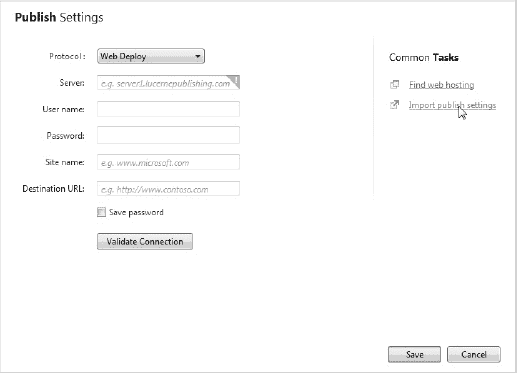 Publish Settings
Protocol: Web Deploy
Server: e.g. server1.lucernepublishing.com
User name:
Password:
Site name: e.g. www.microsoft.com
Destination URL: e.g. http://www.contoso.com
Save password
Validate Connection
Common Tasks
Find web hosting
Import publish settings
Save Cancel